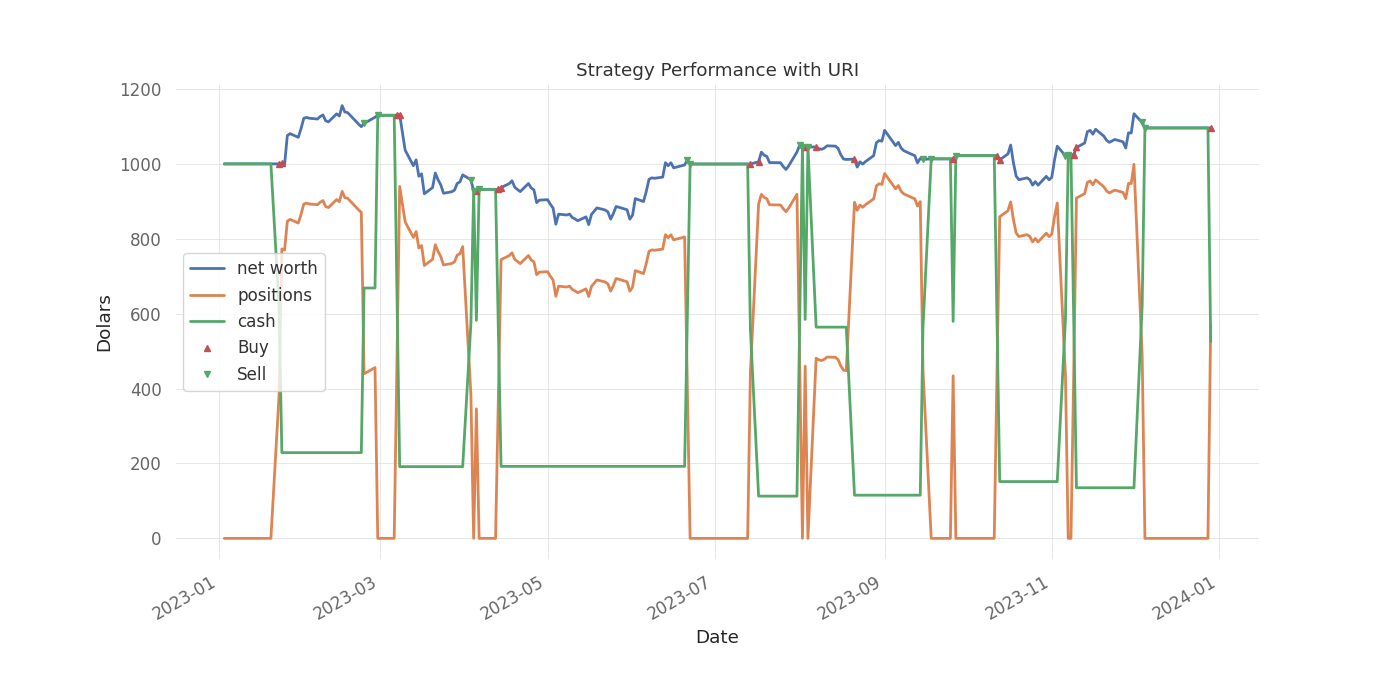 Strategy Performance with URI
1200
1000
800
600
400
200
0
Dolars
net worth
positions
cash
Buy
Sell
2023-01
2023-03
2023-05
2023-07
2023-09
2023-11
2024-01
Date